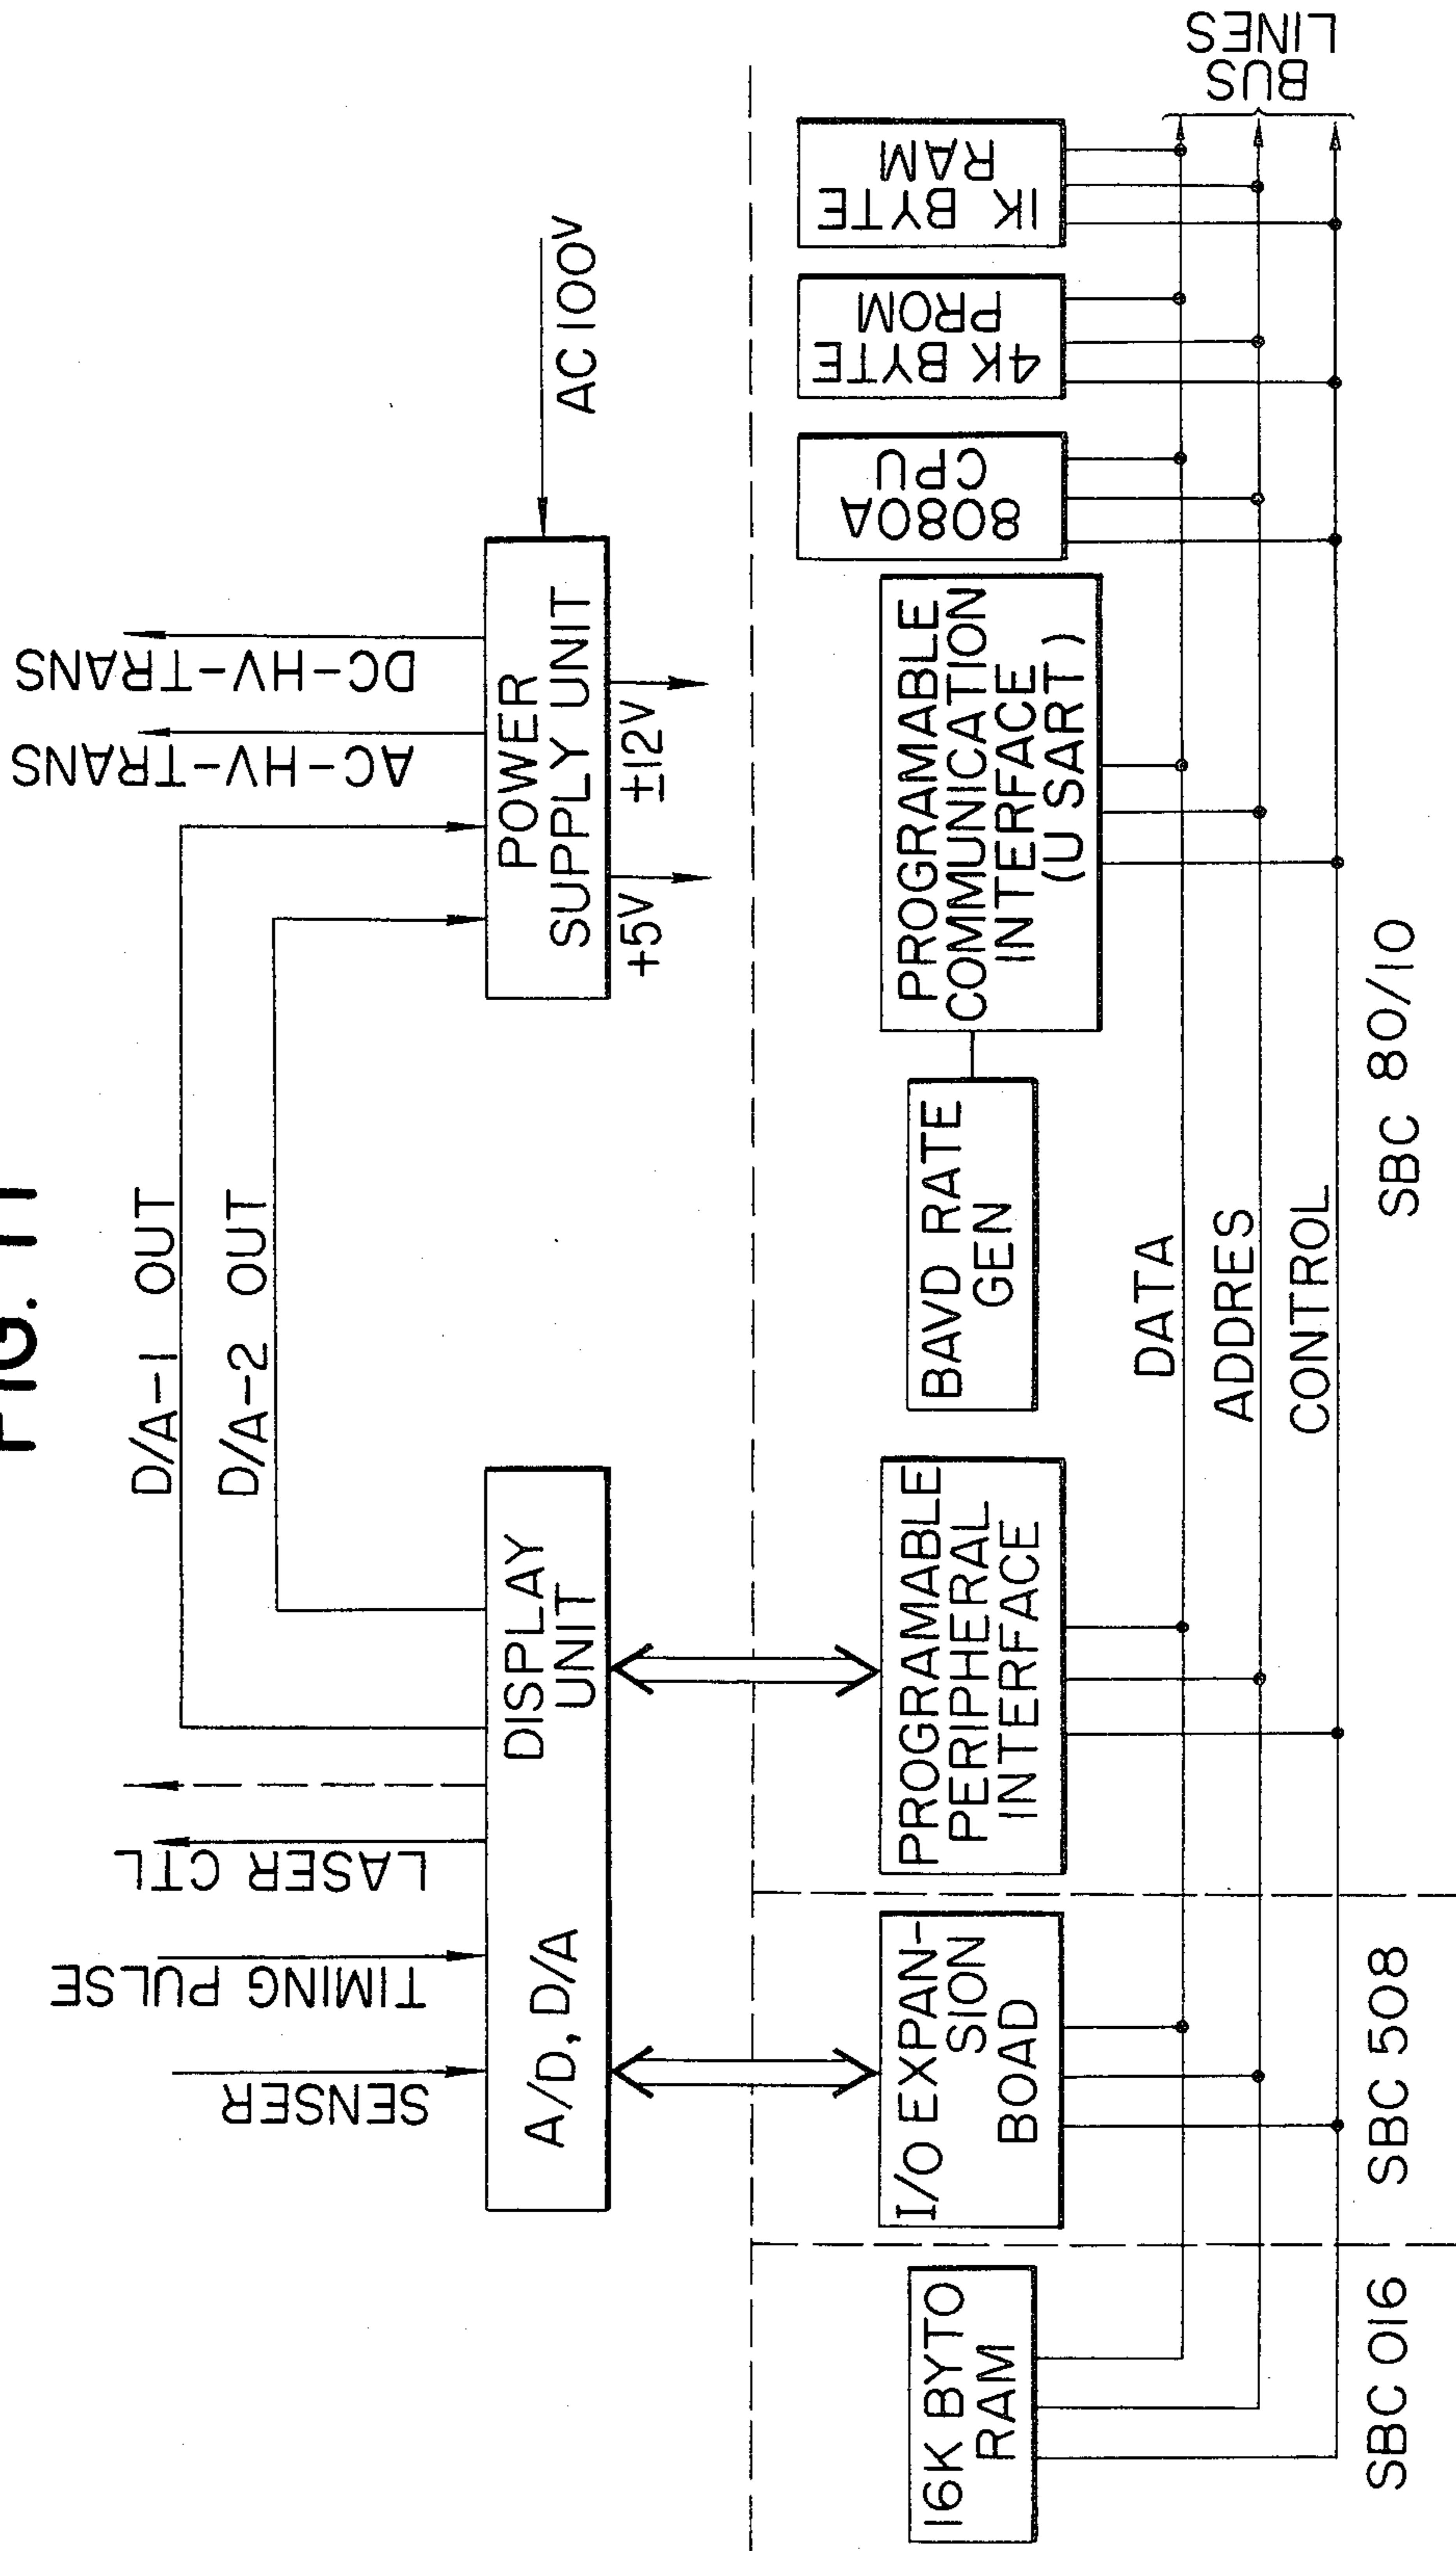 FIG. 11
D/A-1 OUT
D/A-2 OUT
SENSER
TIMING PULSE
LASER CTL
AC-HV-TRANS
DC-HV-TRANS
A/D, D/A
DISPLAY
UNIT
POWER
SUPPLY UNIT
AC 100V
+5V
±12V
16K BYTO
RAM
I/O EXPAN-
SION
BOAD
PROGRAMABLE
PERIPHERAL
INTERFACE
BAVD RATE
GEN
PROGRAMABLE
COMMUNICATION
INTERFACE
(U SART)
8080A
CPU
4K BYTE
PROM
1K BYTE
RAM
DATA
ADDRES
CONTROL
BUS
LINES
SBC 016
SBC 508
SBC 80/10